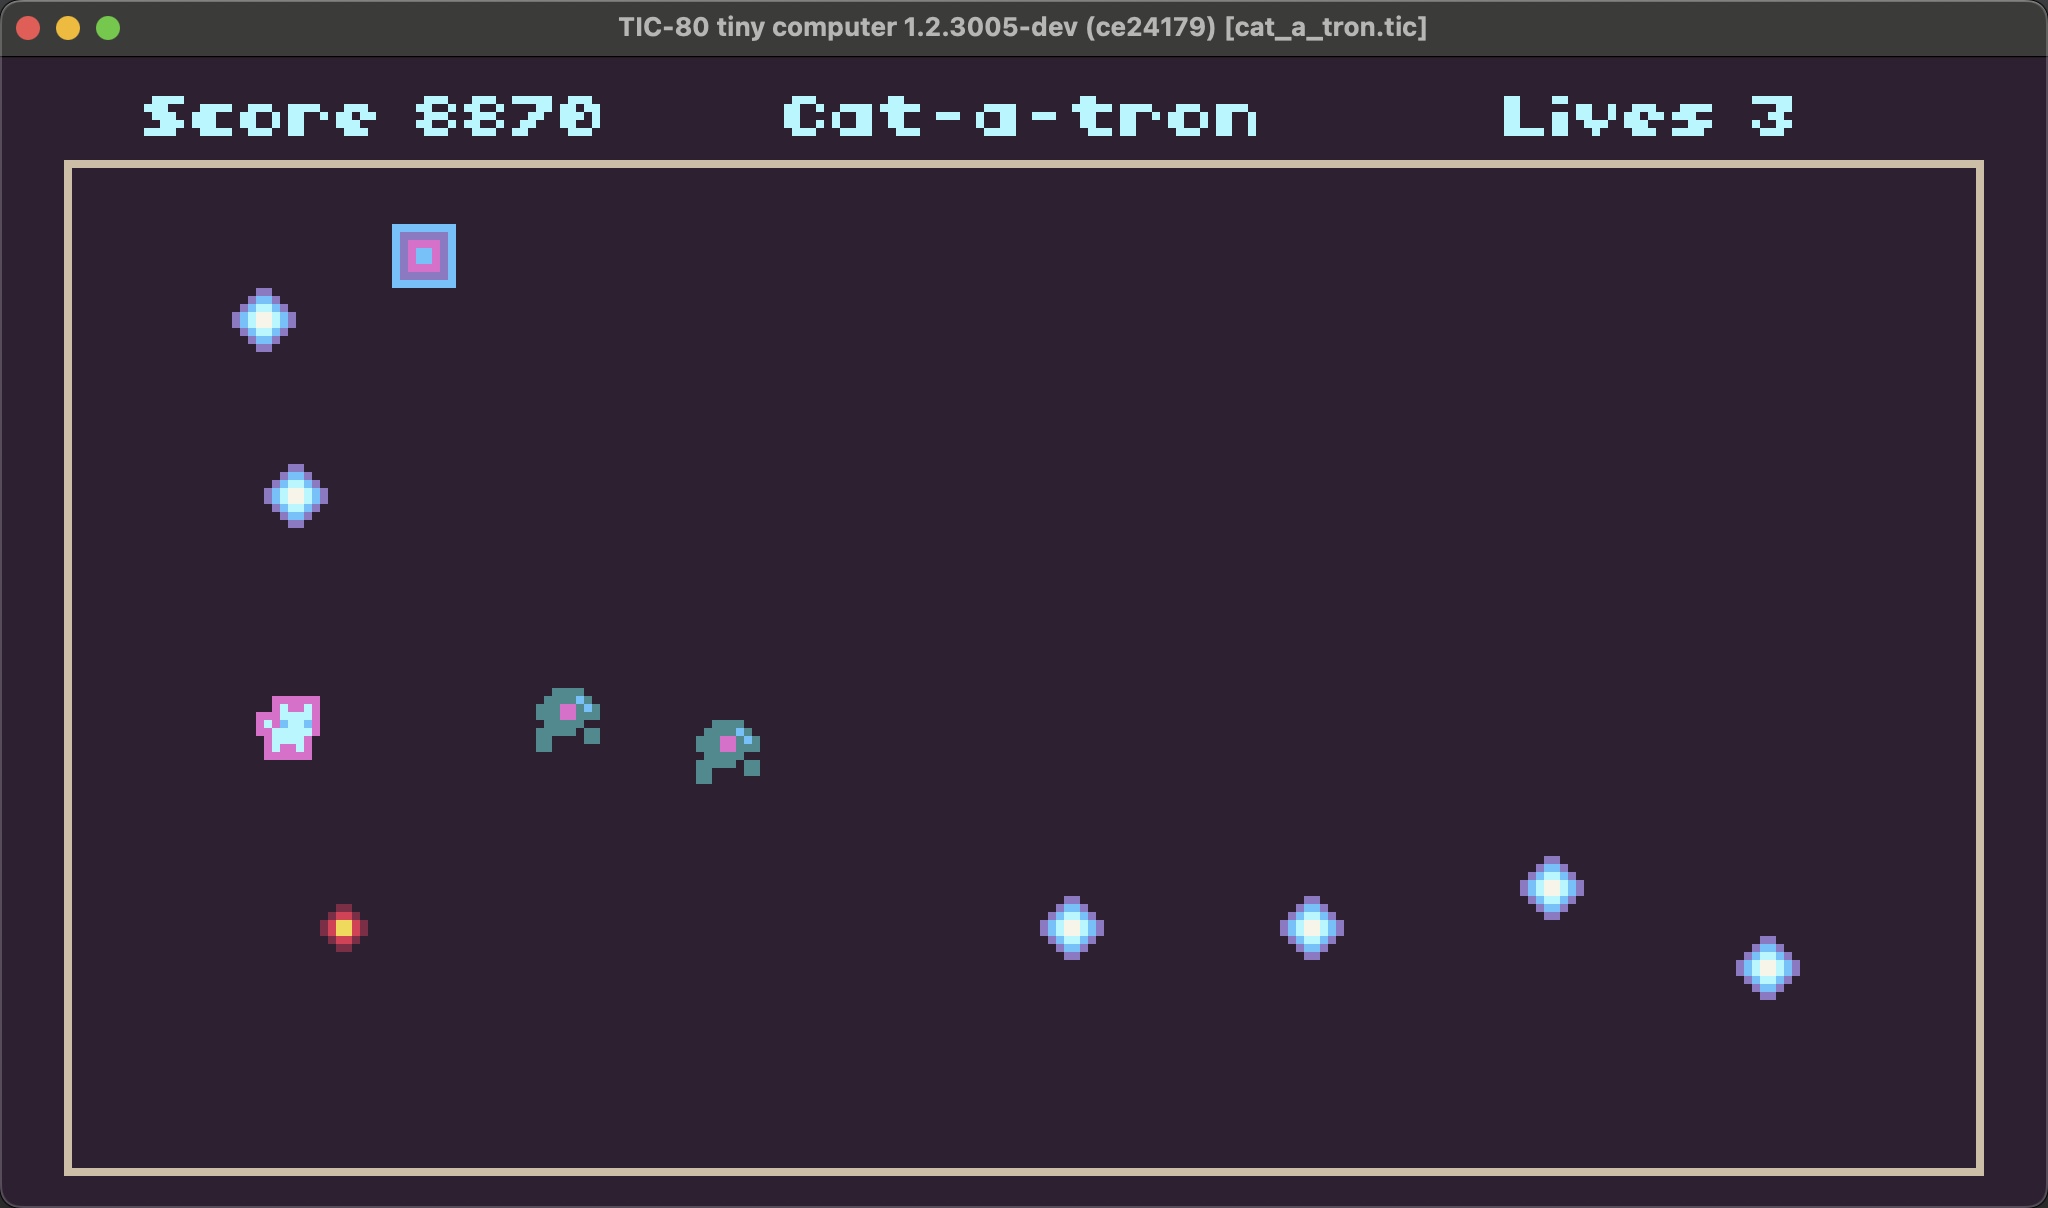 TIC-80 tiny computer 1.2.3005-dev (ce24179) [cat_a_tron.tic]
Score 8870 Cat-a-tron Lives 3